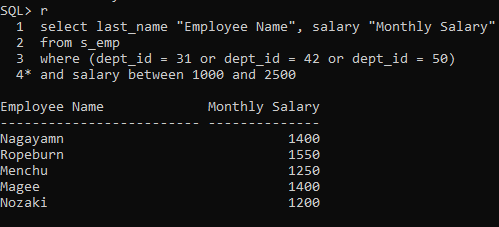 SQL> r
  1  select last_name "Employee Name", salary "Monthly Salary"
  2  from s_emp
  3  where (dept_id = 31 or dept_id = 42 or dept_id = 50)
  4* and salary between 1000 and 2500
Employee Name             Monthly Salary
------------------------- --------------
Nagayamn                            1400
Ropeburn                            1550
Menchu                              1250
Magee                               1400
Nozaki                              1200